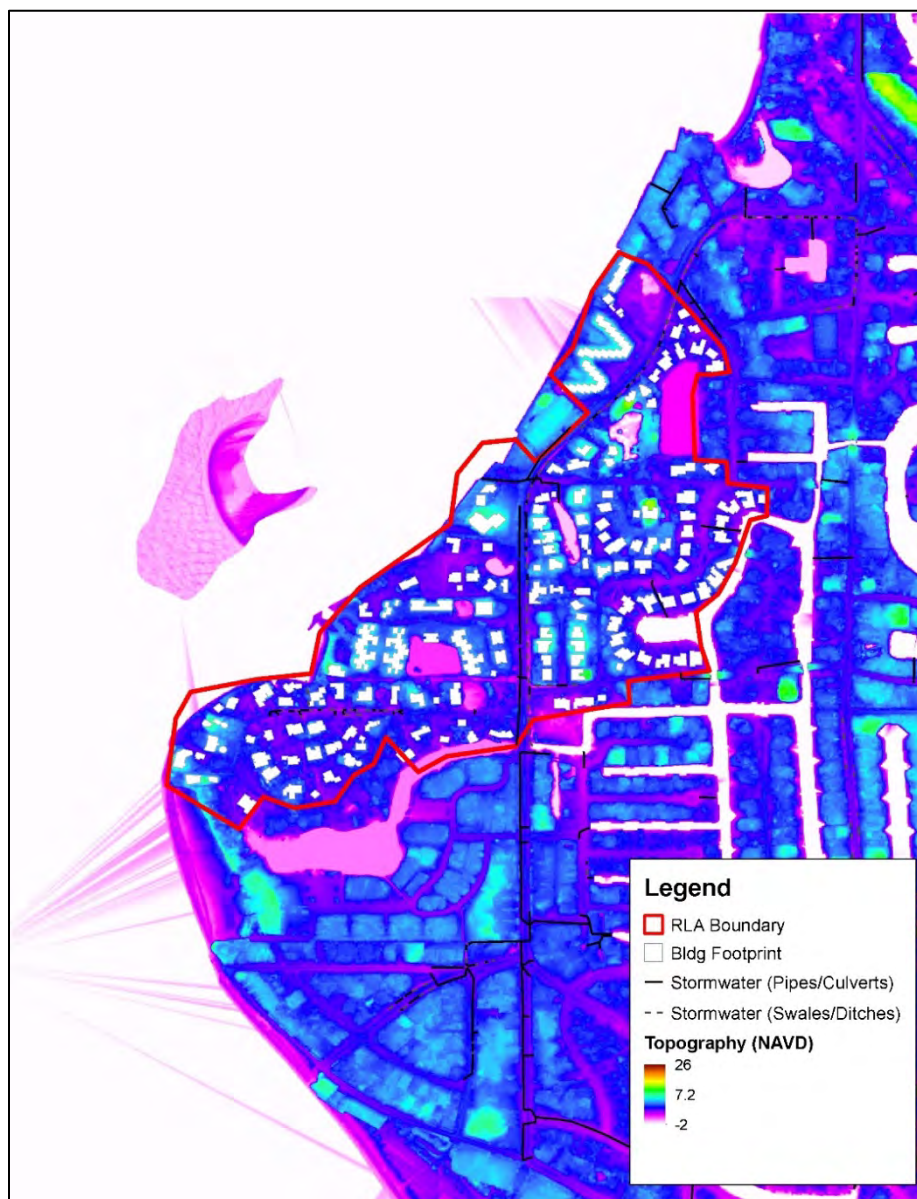 Legend
RLA Boundary
Bldg Footprint
Stormwater (Pipes/Culverts)
Stormwater (Swales/Ditches)
Topography (NAVD)
26
7.2
-2